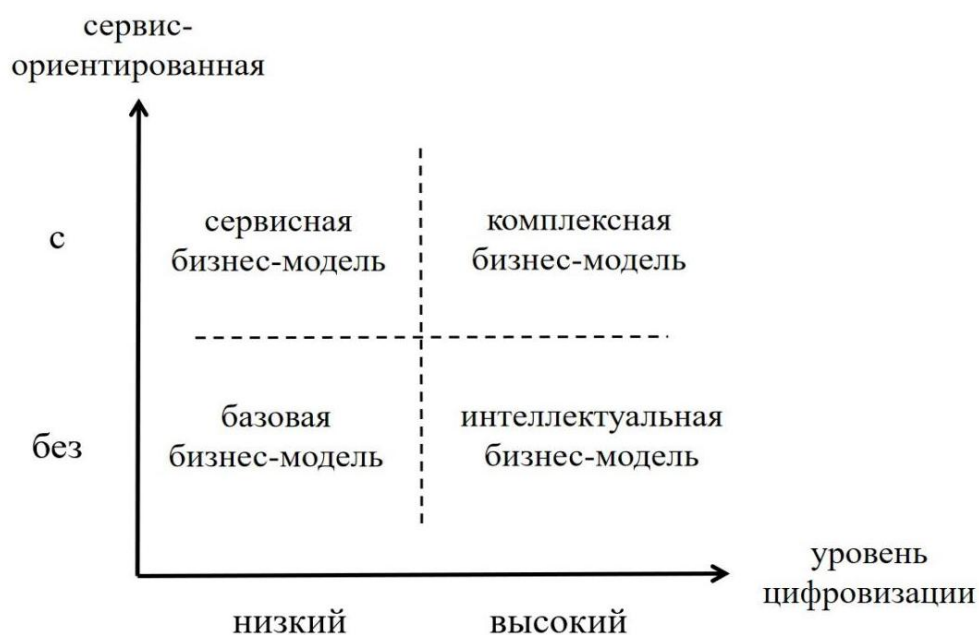 сервис-
ориентированная
с
сервисная
бизнес-модель
комплексная
бизнес-модель
без
базовая
бизнес-модель
интеллектуальная
бизнес-модель
уровень
цифровизации
низкий
высокий